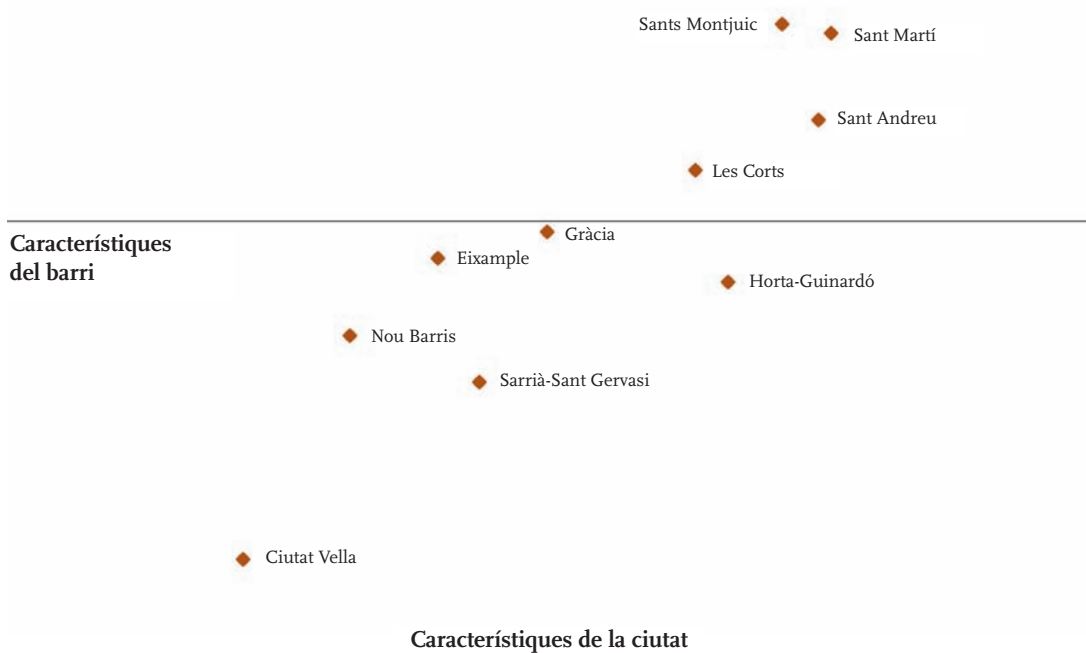 Sants Montjuic
Sant Martí
Sant Andreu
Les Corts
Característiques
del barri
Gràcia
Eixample
Horta-Guinardó
Nou Barris
Sarrià-Sant Gervasi
Ciutat Vella
Característiques de la ciutat